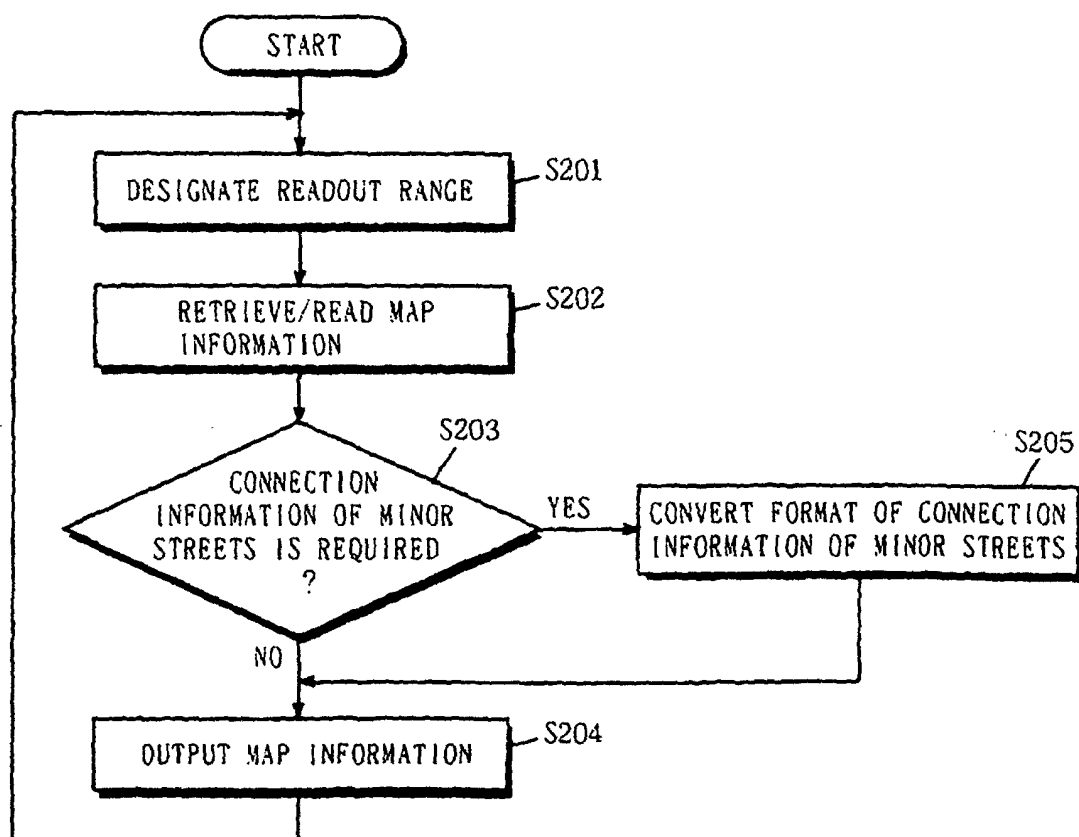 START
DESIGNATE READOUT RANGE
S201
RETRIEVE/READ MAP
INFORMATION
S202
S203
CONNECTION
INFORMATION OF MINOR
STREETS IS REQUIRED
?
YES
S205
CONVERT FORMAT OF CONNECTION
INFORMATION OF MINOR STREETS
NO
OUTPUT MAP INFORMATION
S204